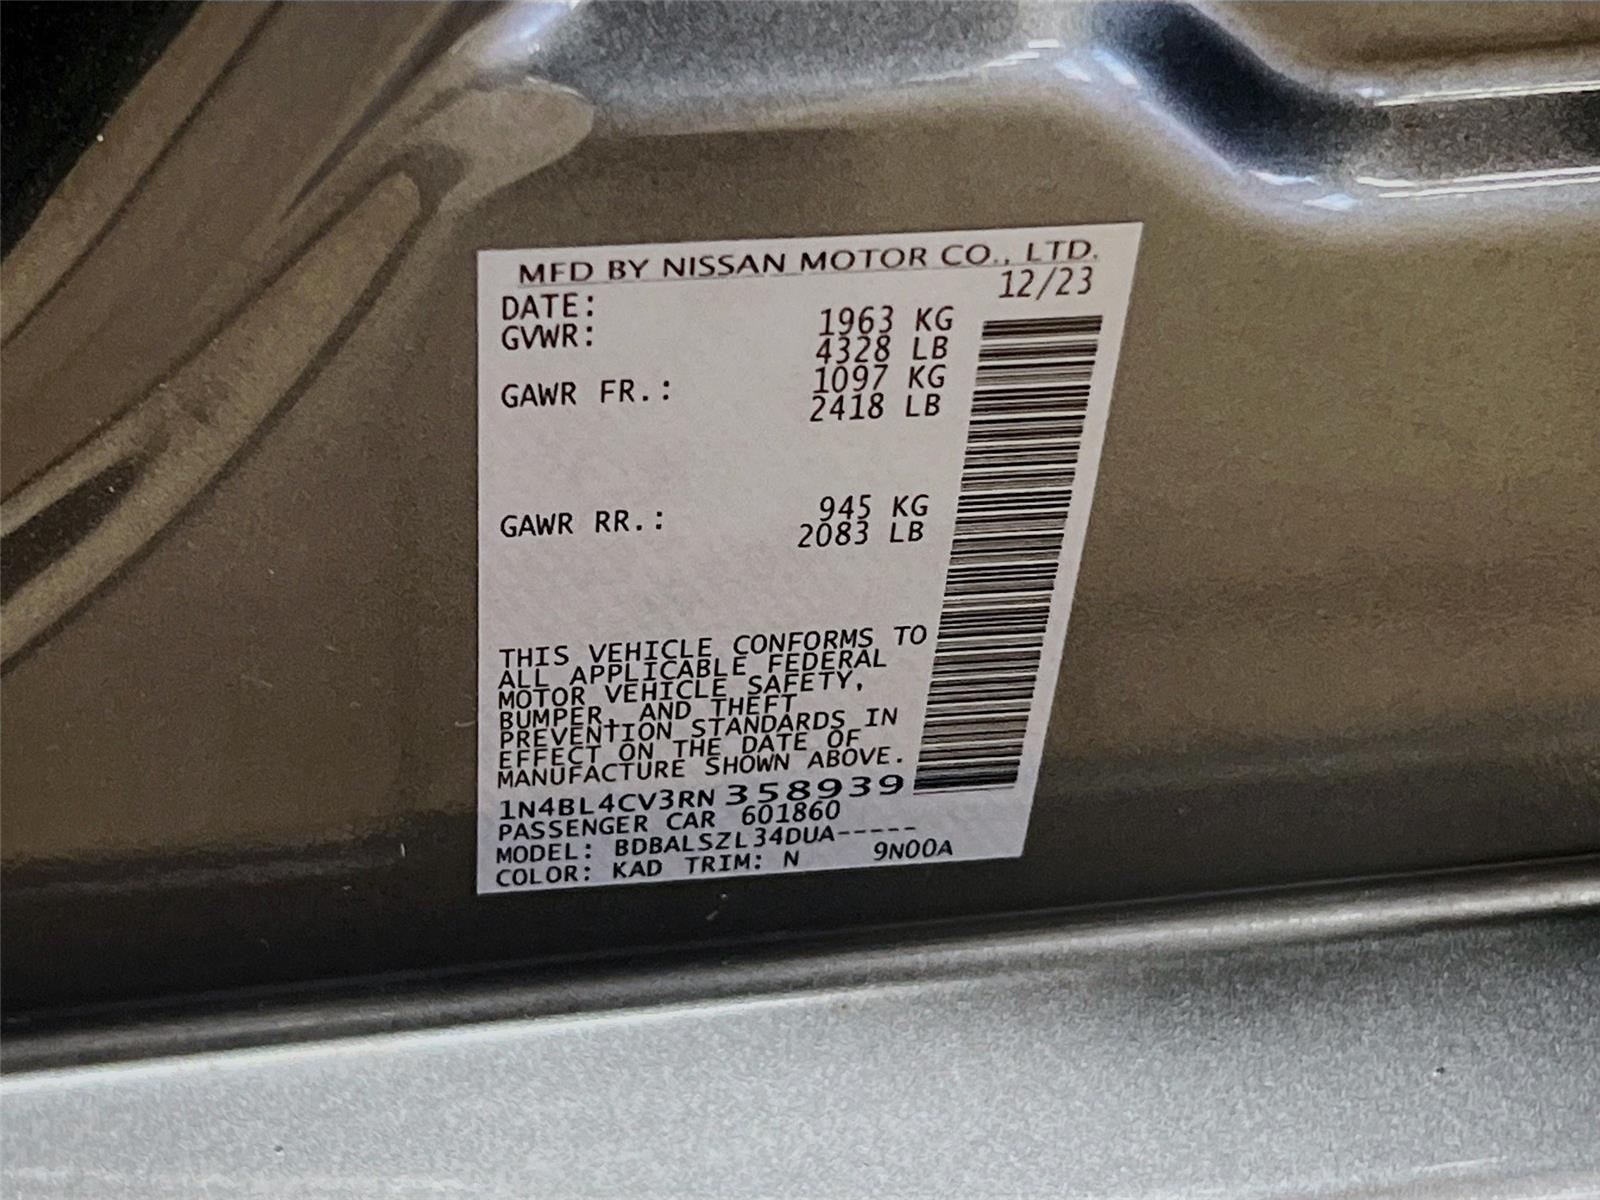 MFD BY NISSAN MOTOR CO., LTD.
DATE: 12/23
GVWR: 1963 KG
4328 LB
GAWR FR.: 1097 KG
2418 LB
GAWR RR.: 945 KG
2083 LB
THIS VEHICLE CONFORMS TO
ALL APPLICABLE FEDERAL
MOTOR VEHICLE SAFETY,
BUMPER, AND THEFT
PREVENTION STANDARDS IN
EFFECT ON THE DATE OF
MANUFACTURE SHOWN ABOVE.
1N4BL4CV3RN358939
PASSENGER CAR 601860
MODEL: BDBALSZL34DUA-----
COLOR: KAD TRIM: N 9N00A